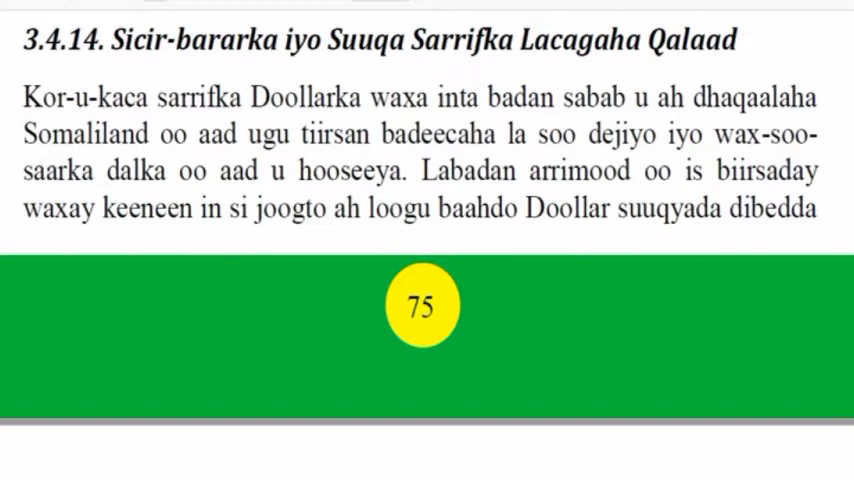 3.4.14. Sicir-bararka iyo Suuqa Sarrifka Lacagaha Qalaad
Kor-u-kaca sarrifka Doollarka waxa inta badan sabab u ah dhaqaalaha
Somaliland oo aad ugu tiirsan badeecaha la soo dejiyo iyo wax-soo-
saarka dalka oo aad u hooseeya. Labadan arrimood oo is biirsaday
waxay keeneen in si joogto ah loogu baahdo Doollar suuqyada dibedda
75